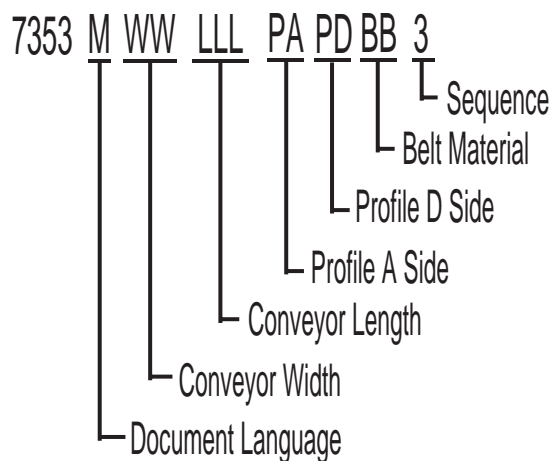 7353 M WW LLL PA PD BB 3
Sequence
Belt Material
Profile D Side
Profile A Side
Conveyor Length
Conveyor Width
Document Language